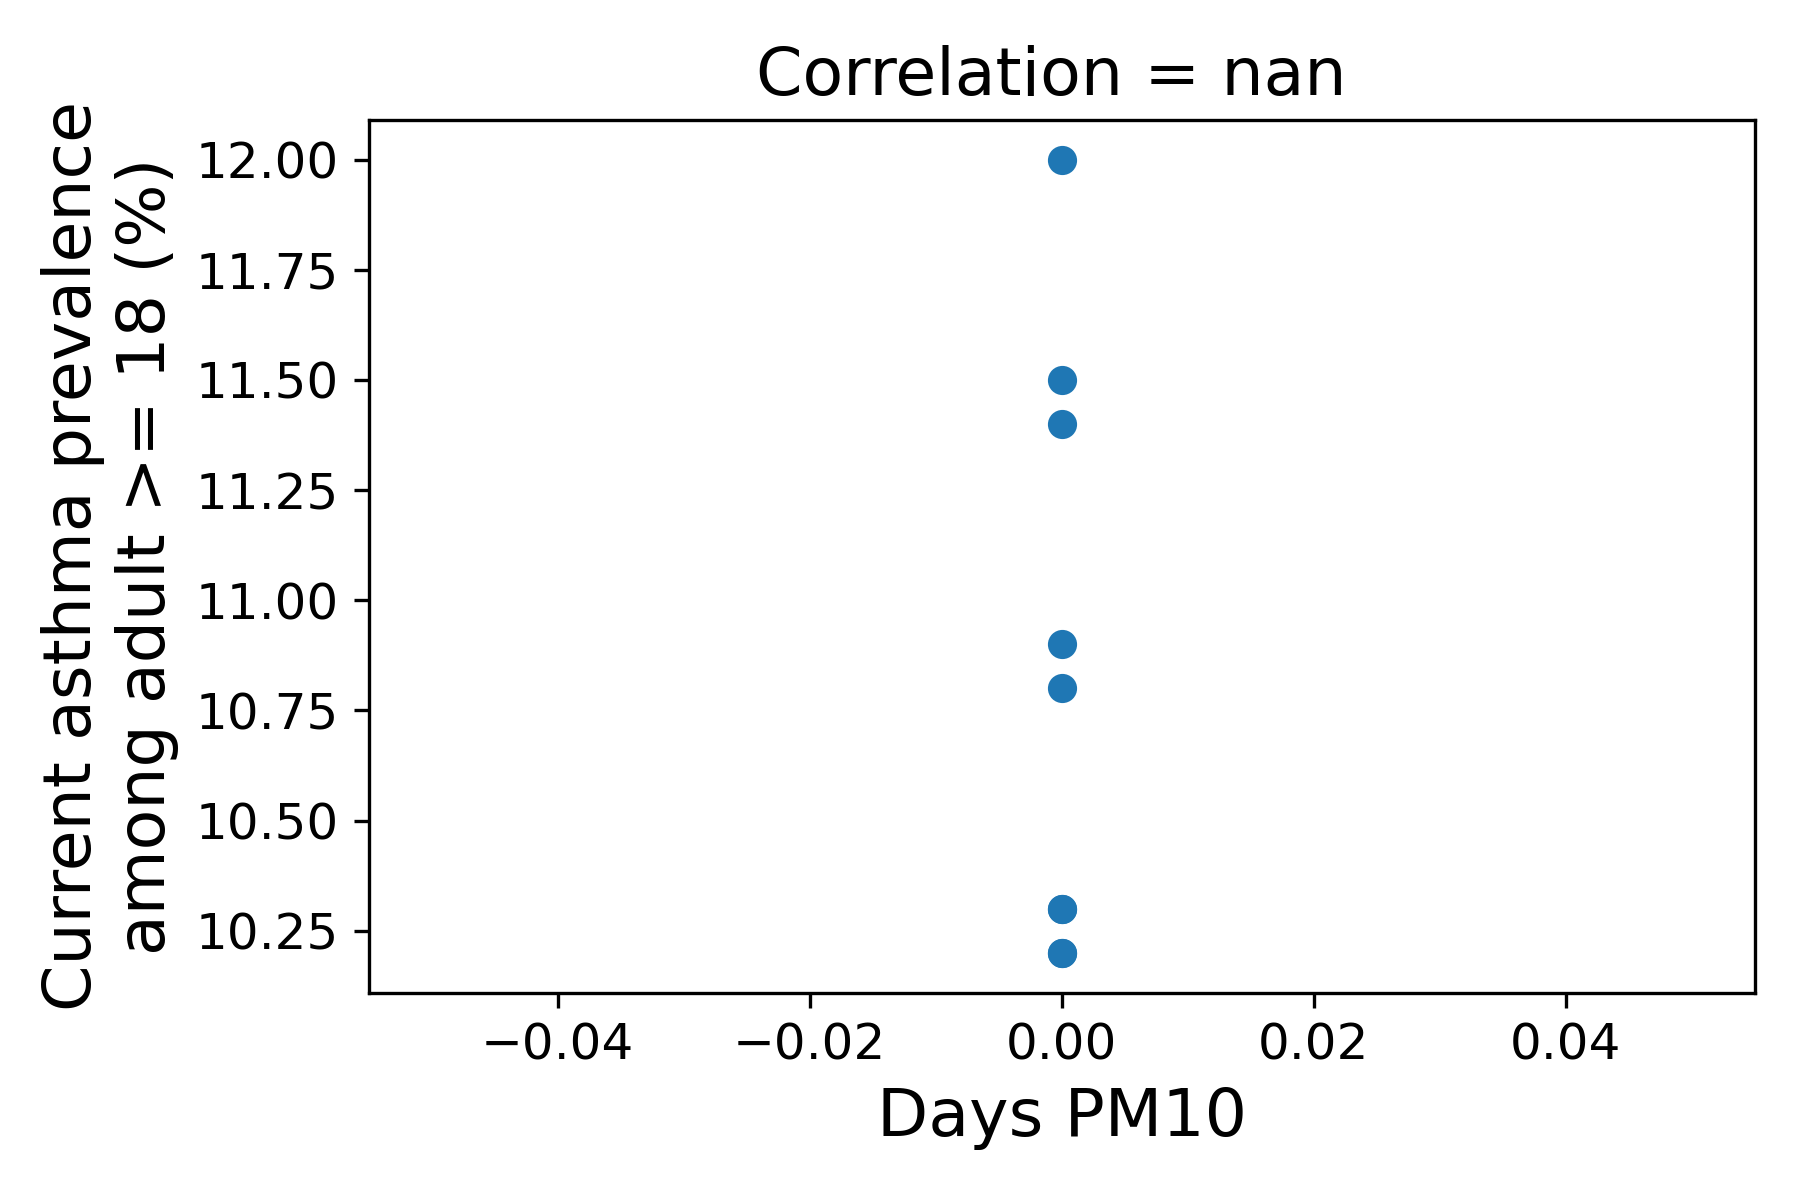 Correlation = nan
Current asthma prevalence
among adult >= 18 (%)
12.00
11.75
11.50
11.25
11.00
10.75
10.50
10.25
−0.04 −0.02 0.00 0.02 0.04
Days PM10